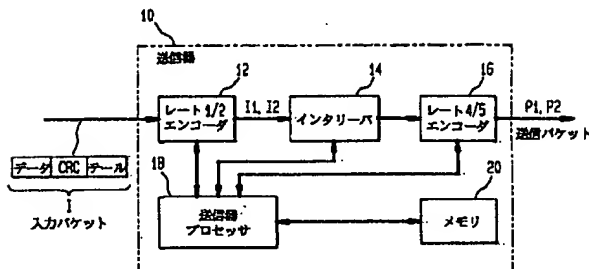 10
送信器
12
14
16
レート1/2
エンコーダ
I1, I2
インタリーバ
レート4/5
エンコーダ
P1, P2
送信パケット
データ CRC テール
I
入力パケット
18
送信器
プロセッサ
20
メモリ